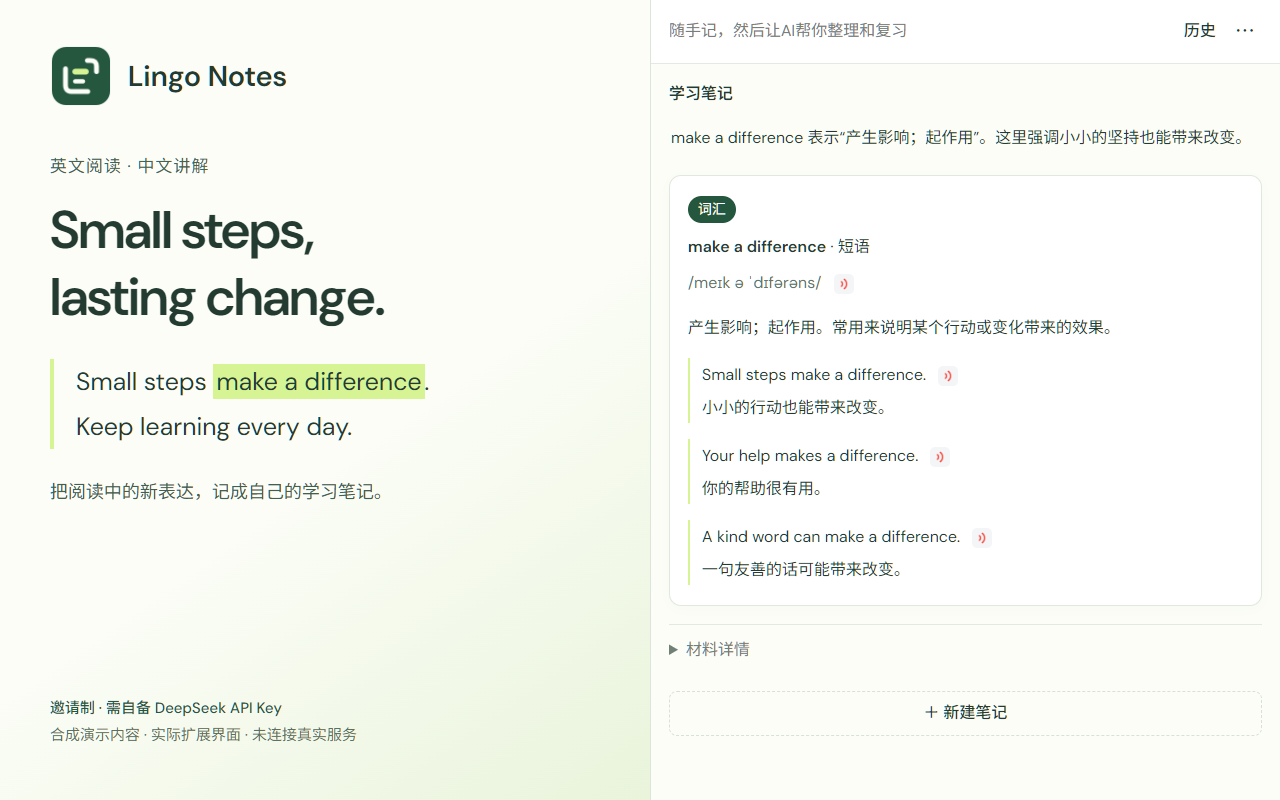 Lingo Notes
英文阅读 · 中文讲解
Small steps,
lasting change.
Small steps make a difference.
Keep learning every day.
把阅读中的新表达，记成自己的学习笔记。
邀请制 · 需自备 DeepSeek API Key
合成演示内容 · 实际扩展界面 · 未连接真实服务
随手记，然后让AI帮你整理和复习
历史 ···
学习笔记
make a difference 表示“产生影响；起作用”。这里强调小小的坚持也能带来改变。
词汇
make a difference · 短语
/meɪk ə ˈdɪfərəns/
产生影响；起作用。常用来说明某个行动或变化带来的效果。
Small steps make a difference.
小小的行动也能带来改变。
Your help makes a difference.
你的帮助很有用。
A kind word can make a difference.
一句友善的话可能带来改变。
▶ 材料详情
＋ 新建笔记